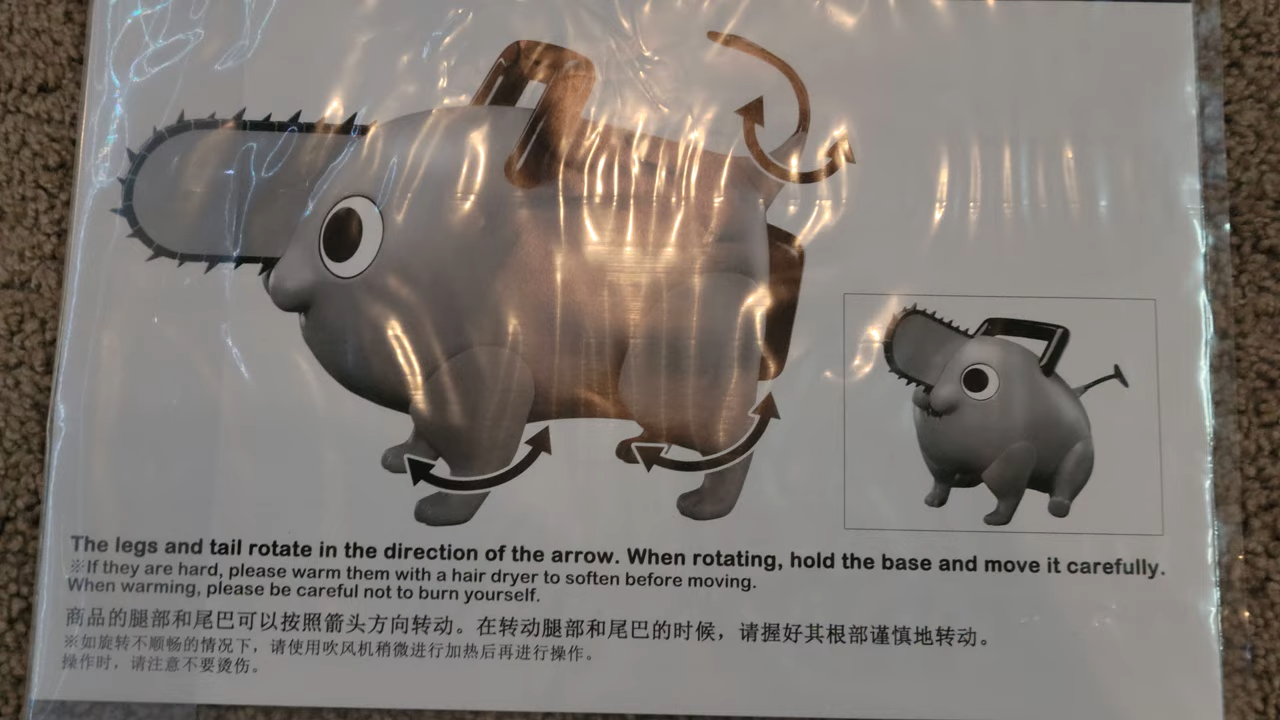 The legs and tail rotate in the direction of the arrow. When rotating, hold the base and move it carefully.
※If they are hard, please warm them with a hair dryer to soften before moving.
When warming, please be careful not to burn yourself.
商品的腿部和尾巴可以按照箭头方向转动。在转动腿部和尾巴的时候，请握好其根部谨慎地转动。
※如旋转不顺畅的情况下，请使用吹风机稍微进行加热后再进行操作。
操作时，请注意不要烫伤。